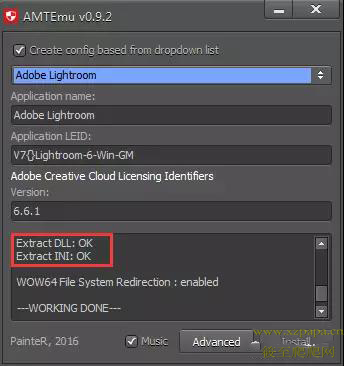 AMTEmu v0.9.2
Create config based from dropdown list
Adobe Lightroom
Application name:
Adobe Lightroom
Application LEID:
V7{}Lightroom-6-Win-GM
Adobe Creative Cloud Licensing Identifiers
Version:
6.6.1
Extract DLL: OK
Extract INI: OK
WOW64 File System Redirection : enabled
---WORKING DONE---
PainteR, 2016
Music
Advanced
Install